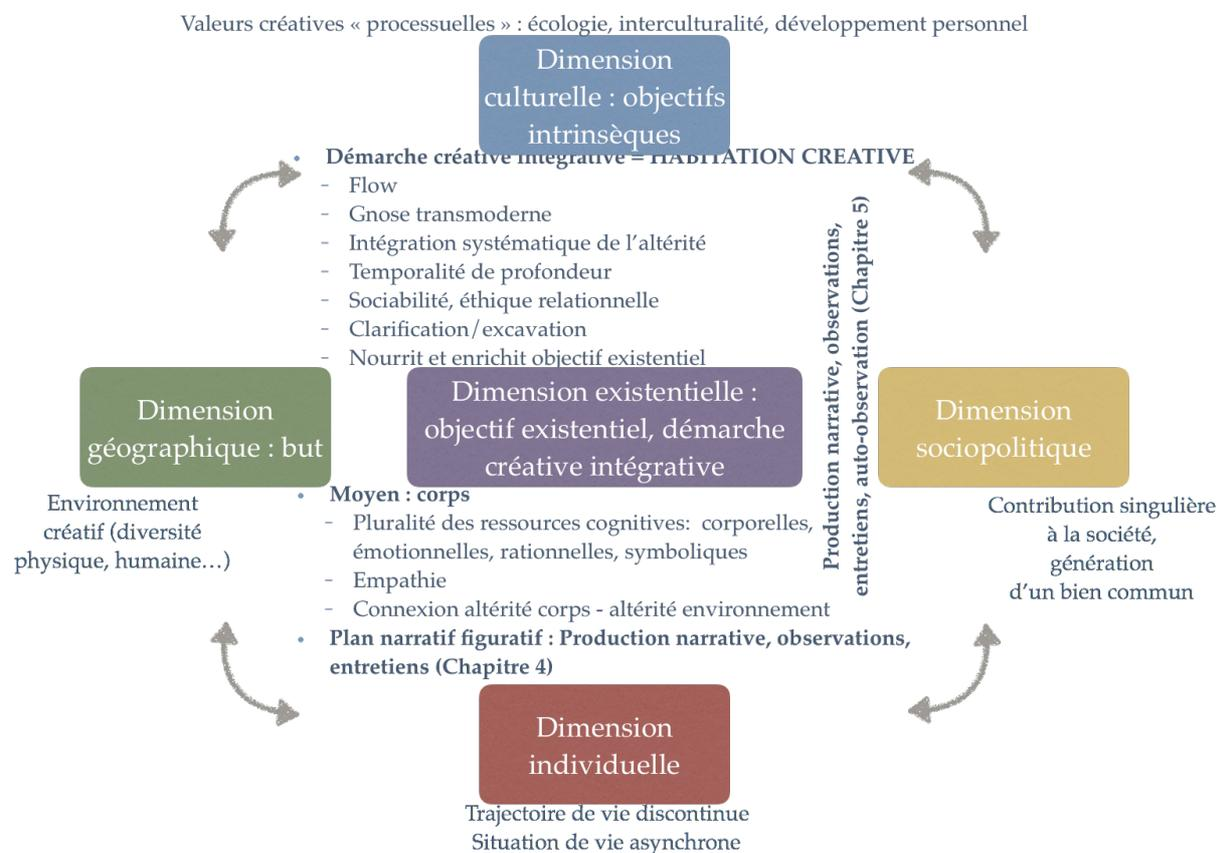 Valeurs créatives « processuelles » : écologie, interculturalité, développement personnel
Dimension
culturelle : objectifs
intrinsèques
• Démarche créative intégrative = HABITATION CREATIVE
- Flow
- Gnose transmoderne
- Intégration systématique de l’altérité
- Temporalité de profondeur
- Sociabilité, éthique relationnelle
- Clarification/excavation
- Nourrit et enrichit objectif existentiel
Production narrative, observations,
entretiens, auto-observation (Chapitre 5)
Dimension
géographique : but
Dimension existentielle :
objectif existentiel, démarche
créative intégrative
Dimension
sociopolitique
Environnement
créatif (diversité
physique, humaine…)
• Moyen : corps
- Pluralité des ressources cognitives: corporelles,
émotionnelles, rationnelles, symboliques
- Empathie
- Connexion altérité corps - altérité environnement
• Plan narratif figuratif : Production narrative, observations,
entretiens (Chapitre 4)
Contribution singulière
à la société,
génération
d’un bien commun
Dimension
individuelle
Trajectoire de vie discontinue
Situation de vie asynchrone